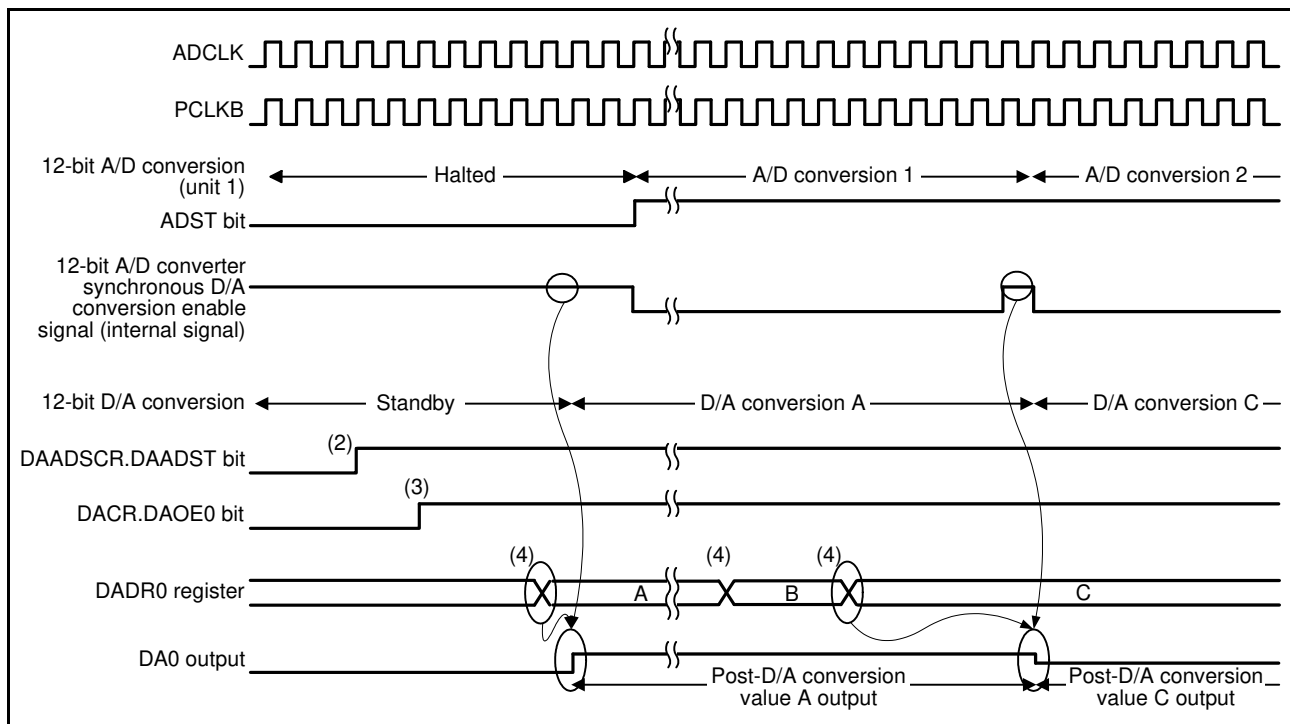 ADCLK
PCLKB
12-bit A/D conversion
(unit 1)
Halted
A/D conversion 1
A/D conversion 2
ADST bit
12-bit A/D converter
synchronous D/A
conversion enable
signal (internal signal)
12-bit D/A conversion
Standby
D/A conversion A
D/A conversion C
(2)
DAADSCR.DAADST bit
(3)
DACR.DAOE0 bit
(4)
(4)
(4)
DADR0 register
A
B
C
DA0 output
Post-D/A conversion
value A output
Post-D/A conversion
value C output